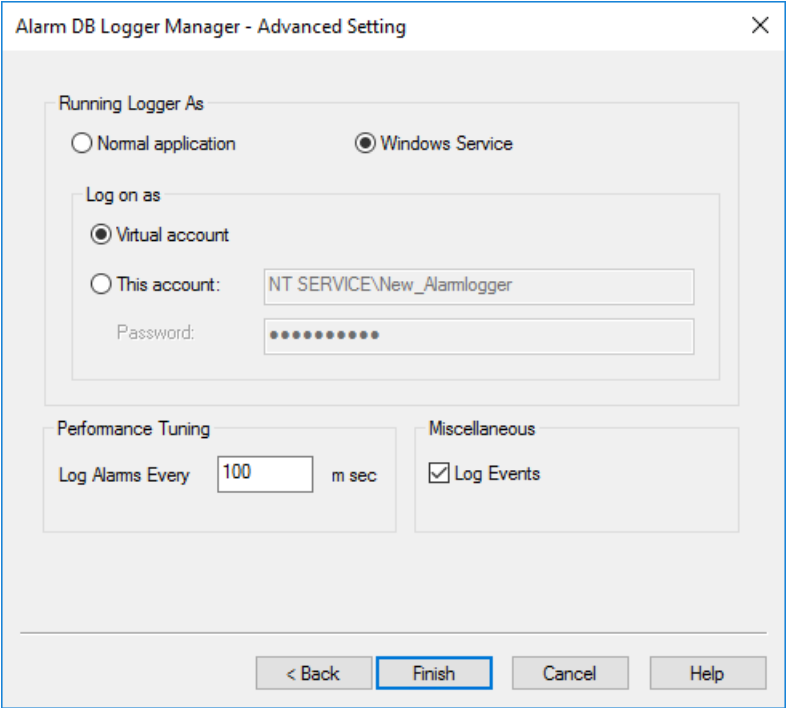 Alarm DB Logger Manager - Advanced Setting
Running Logger As
Normal application Windows Service
Log on as
Virtual account
This account: NT SERVICE\New_Alarmlogger
Password: ●●●●●●●●●●
Performance Tuning Miscellaneous
Log Alarms Every 100 m sec Log Events
< Back Finish Cancel Help